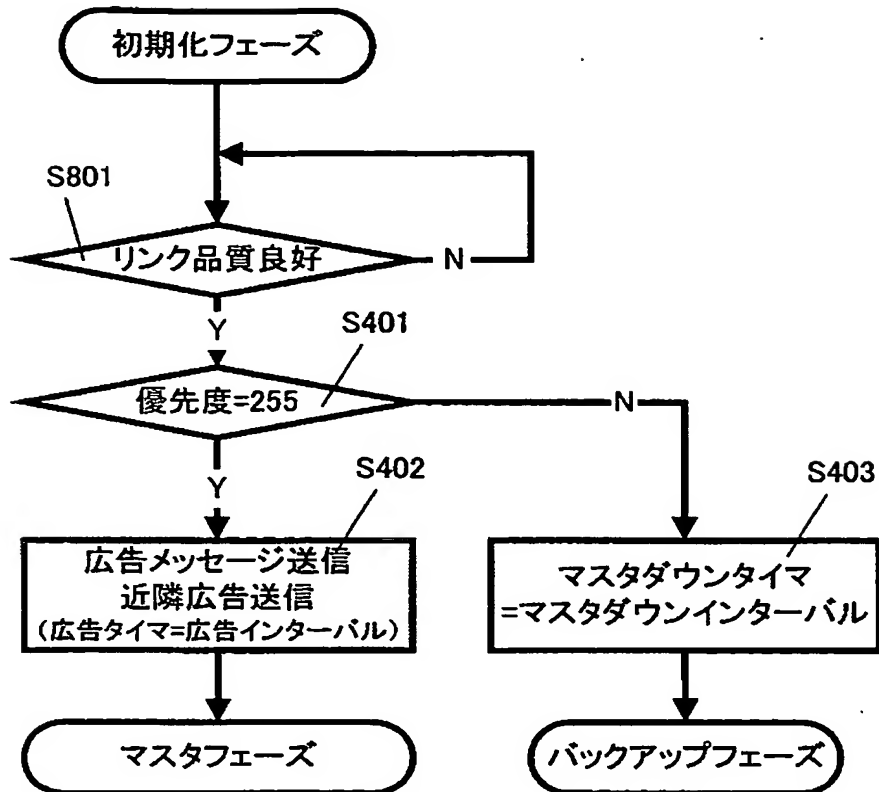 初期化フェーズ
S801
リンク品質良好
N
Y
S401
優先度=255
N
Y
S402
広告メッセージ送信
近隣広告送信
(広告タイマ=広告インターバル)
S403
マスタダウンタイマ
=マスタダウンインターバル
マスタフェーズ
バックアップフェーズ